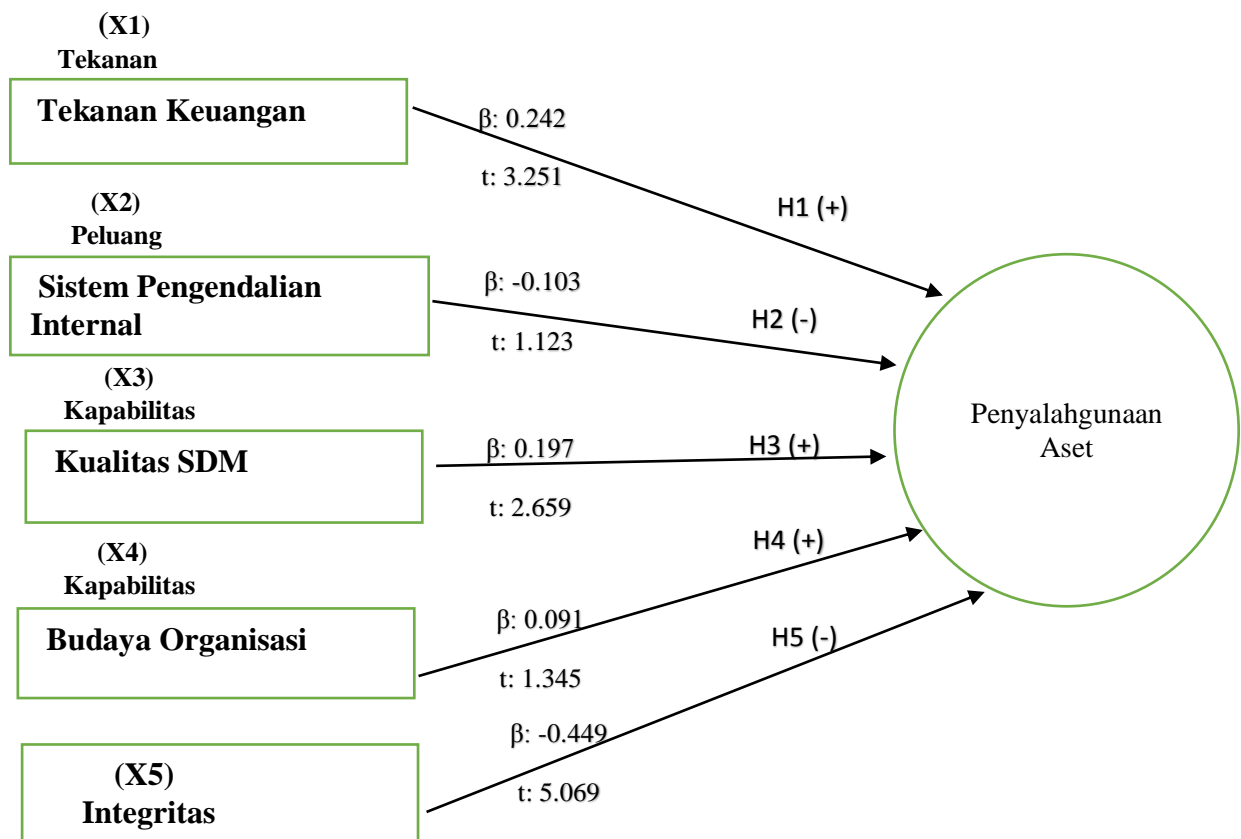 (X1)
Tekanan
Tekanan Keuangan
β: 0.242
t: 3.251
H1 (+)
(X2)
Peluang
Sistem Pengendalian
Internal
β: -0.103
t: 1.123
H2 (-)
(X3)
Kapabilitas
Kualitas SDM
β: 0.197
t: 2.659
H3 (+)
(X4)
Kapabilitas
Budaya Organisasi
β: 0.091
t: 1.345
H4 (+)
(X5)
Integritas
β: -0.449
t: 5.069
H5 (-)
Penyalahgunaan
Aset